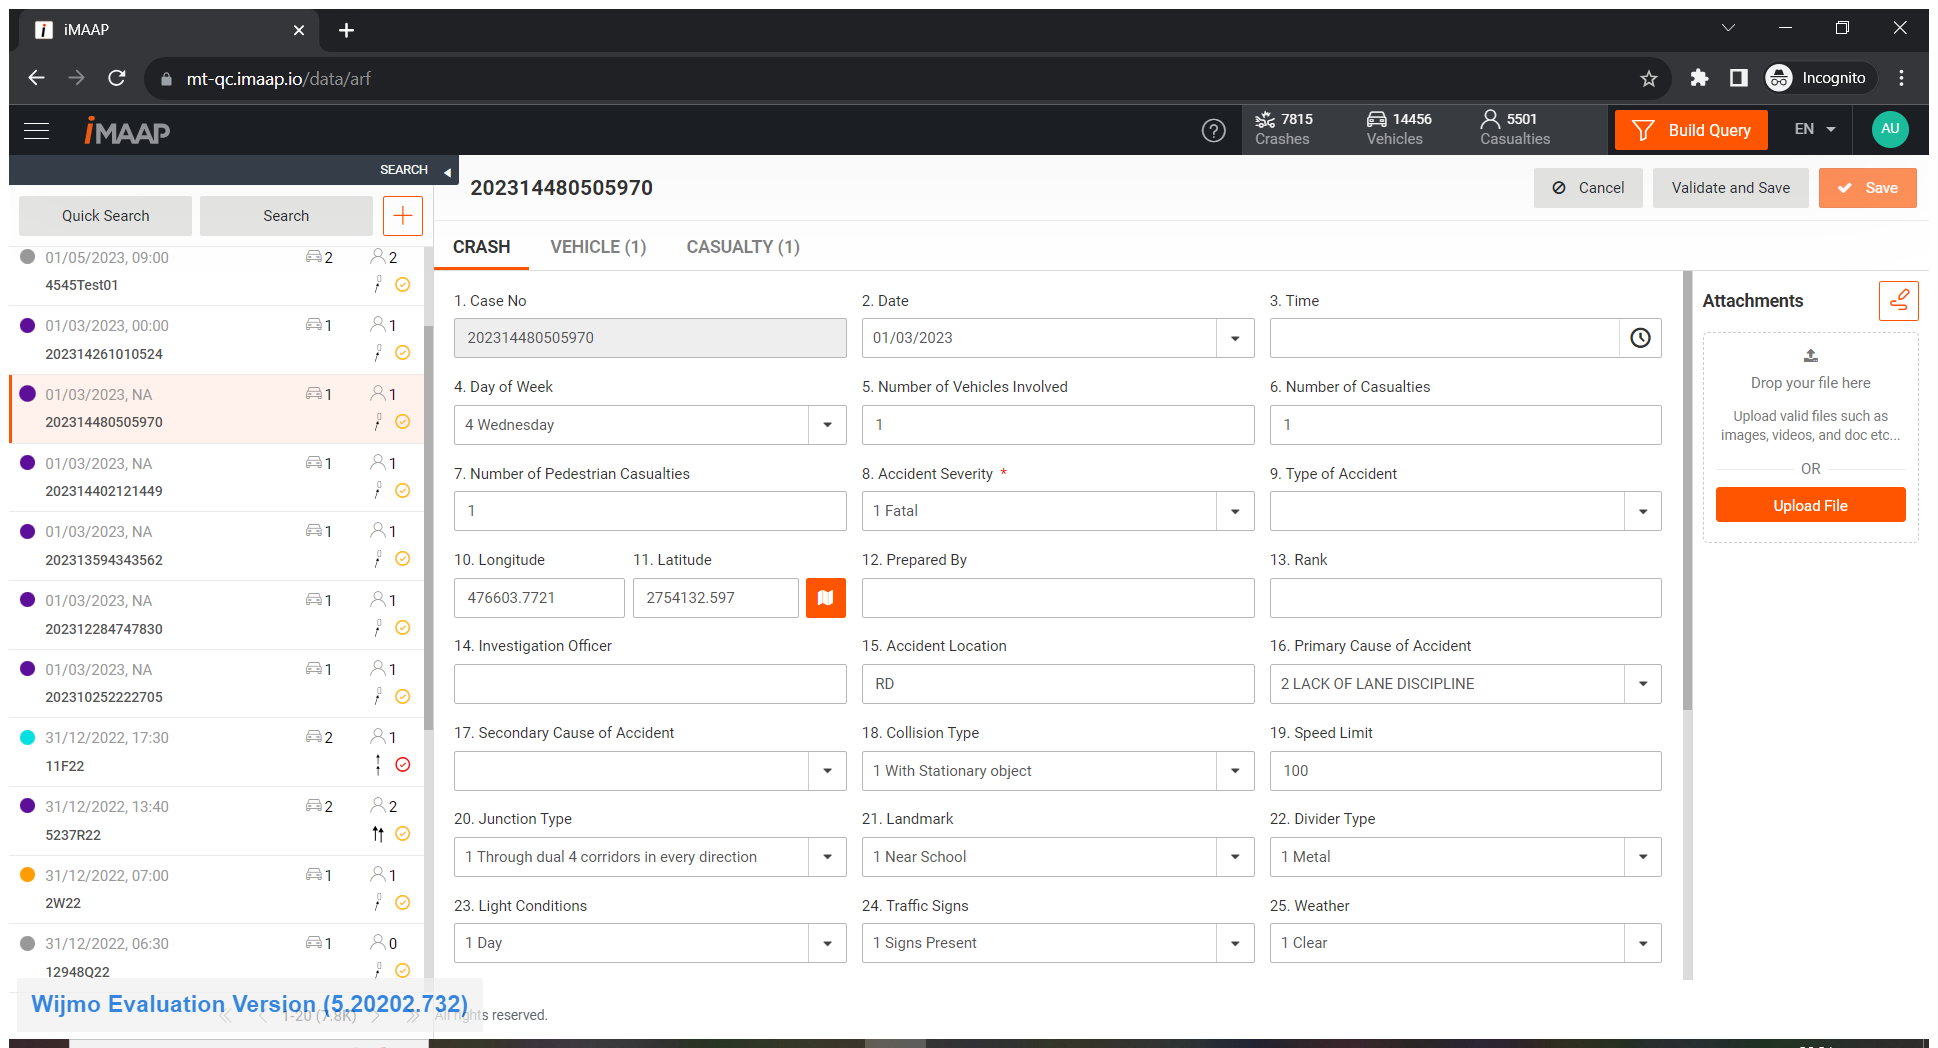 iMAAP
mt-qc.imaap.io/data/arf
Incognito
iMAAP
7815
Crashes
14456
Vehicles
5501
Casualties
Build Query
EN
AU
SEARCH
Quick Search
Search
01/05/2023, 09:00
2
2
4545Test01
01/03/2023, 00:00
1
1
202314261010524
01/03/2023, NA
1
1
202314480505970
01/03/2023, NA
1
1
202314402121449
01/03/2023, NA
1
1
202313594343562
01/03/2023, NA
1
1
202312284747830
01/03/2023, NA
1
1
202310252222705
31/12/2022, 17:30
2
1
11F22
31/12/2022, 13:40
2
2
5237R22
31/12/2022, 07:00
1
1
2W22
31/12/2022, 06:30
1
0
12948Q22
Wijmo Evaluation Version (5.20202.732)
1-20 (7.8K)
All rights reserved.
202314480505970
Cancel
Validate and Save
Save
CRASH
VEHICLE (1)
CASUALTY (1)
1. Case No
2. Date
3. Time
202314480505970
01/03/2023
4. Day of Week
5. Number of Vehicles Involved
6. Number of Casualties
4 Wednesday
1
1
7. Number of Pedestrian Casualties
8. Accident Severity *
9. Type of Accident
1
1 Fatal
10. Longitude
11. Latitude
12. Prepared By
13. Rank
476603.7721
2754132.597
14. Investigation Officer
15. Accident Location
16. Primary Cause of Accident
RD
2 LACK OF LANE DISCIPLINE
17. Secondary Cause of Accident
18. Collision Type
19. Speed Limit
1 With Stationary object
100
20. Junction Type
21. Landmark
22. Divider Type
1 Through dual 4 corridors in every direction
1 Near School
1 Metal
23. Light Conditions
24. Traffic Signs
25. Weather
1 Day
1 Signs Present
1 Clear
Attachments
Drop your file here
Upload valid files such as
images, videos, and doc etc...
OR
Upload File